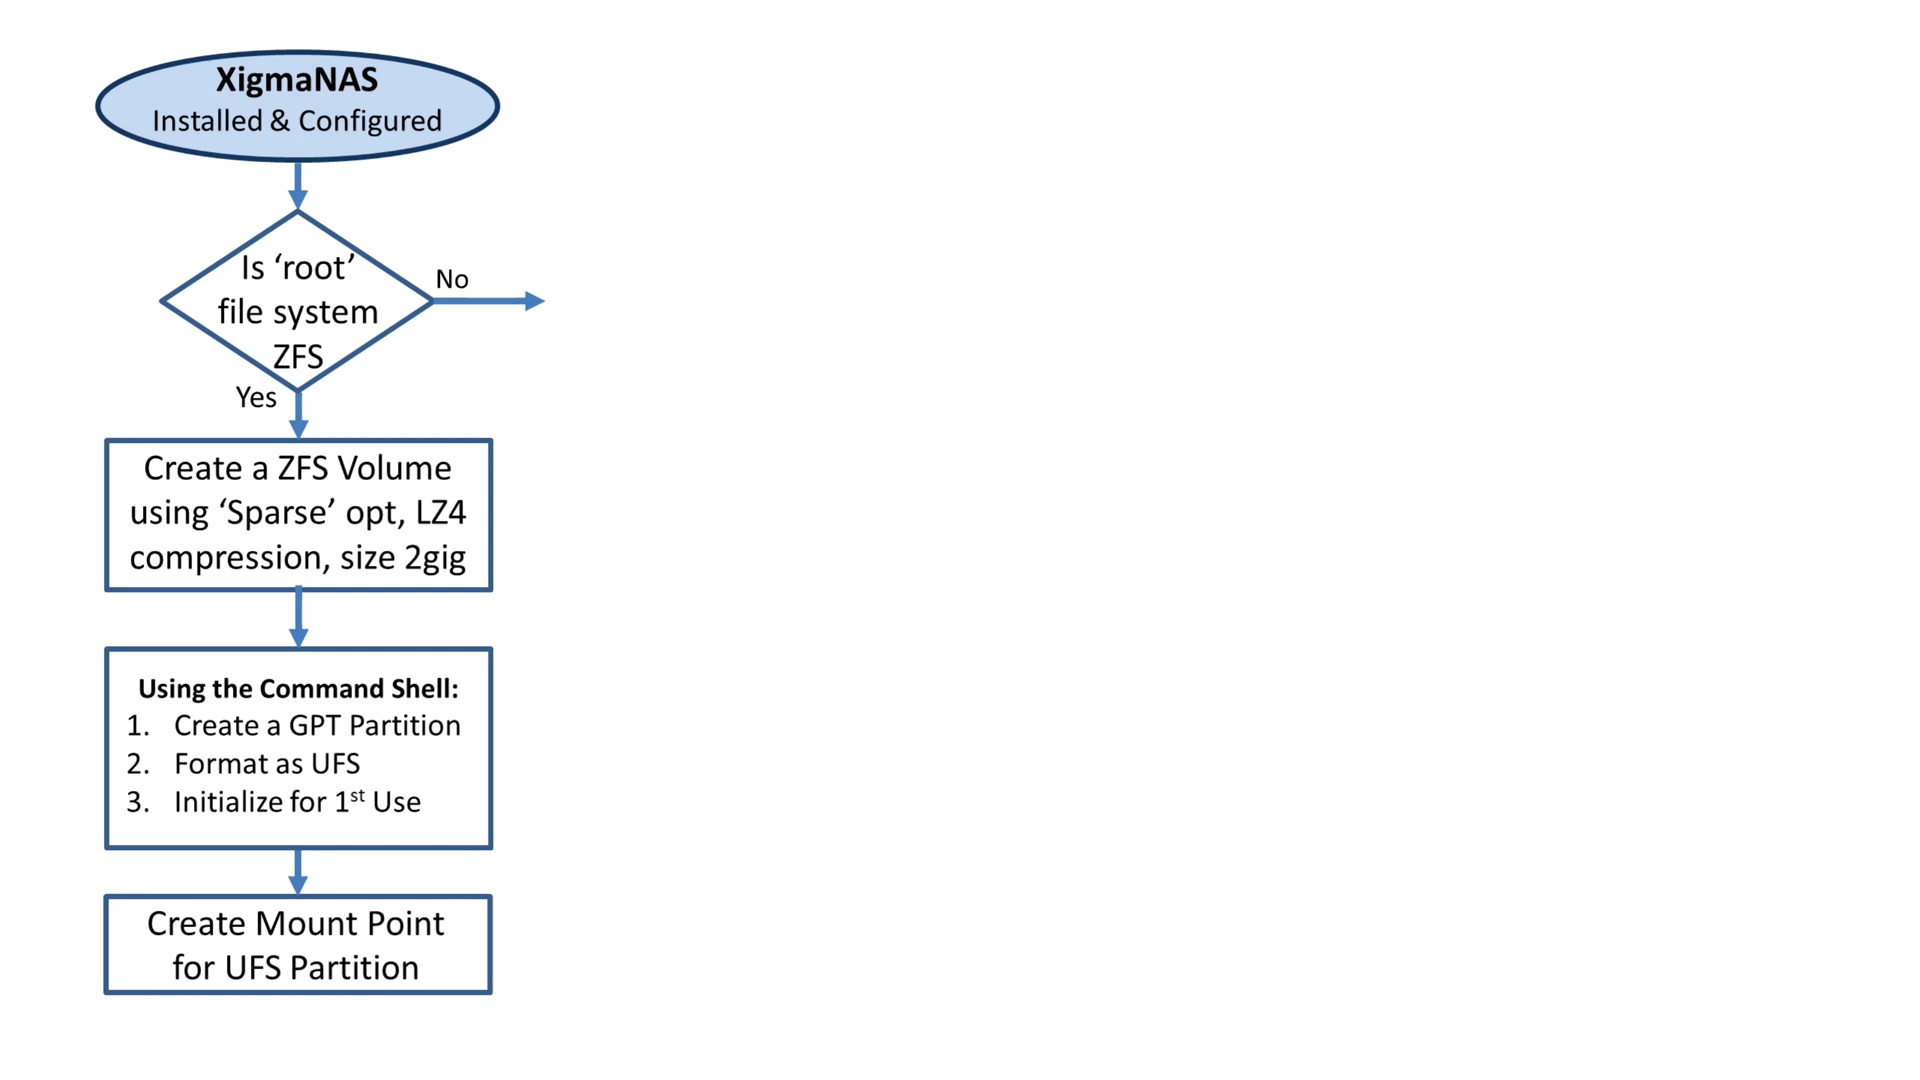 XigmaNAS
Installed & Configured
Is ‘root’
file system
ZFS
No
Yes
Create a ZFS Volume
using ‘Sparse’ opt, LZ4
compression, size 2gig
Using the Command Shell:
1. Create a GPT Partition
2. Format as UFS
3. Initialize for 1st Use
Create Mount Point
for UFS Partition